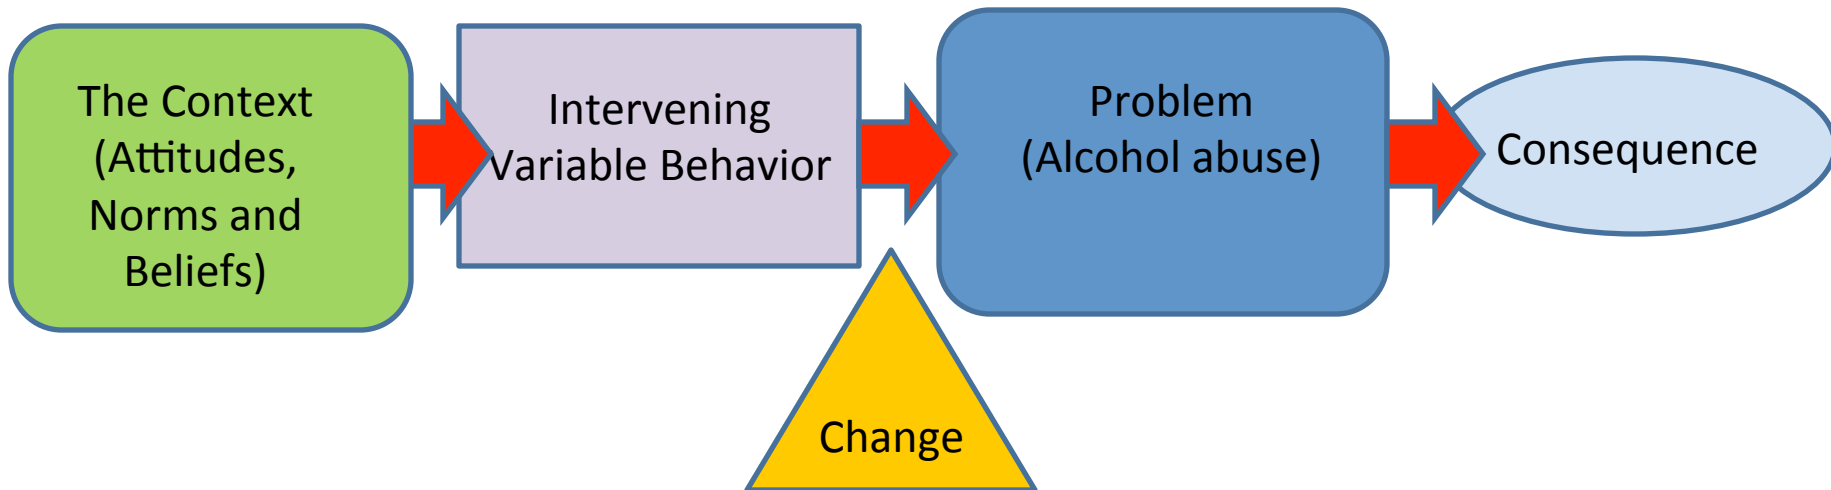 The Context
(Attitudes,
Norms and
Beliefs)
Intervening
Variable Behavior
Problem
(Alcohol abuse)
Consequence
Change